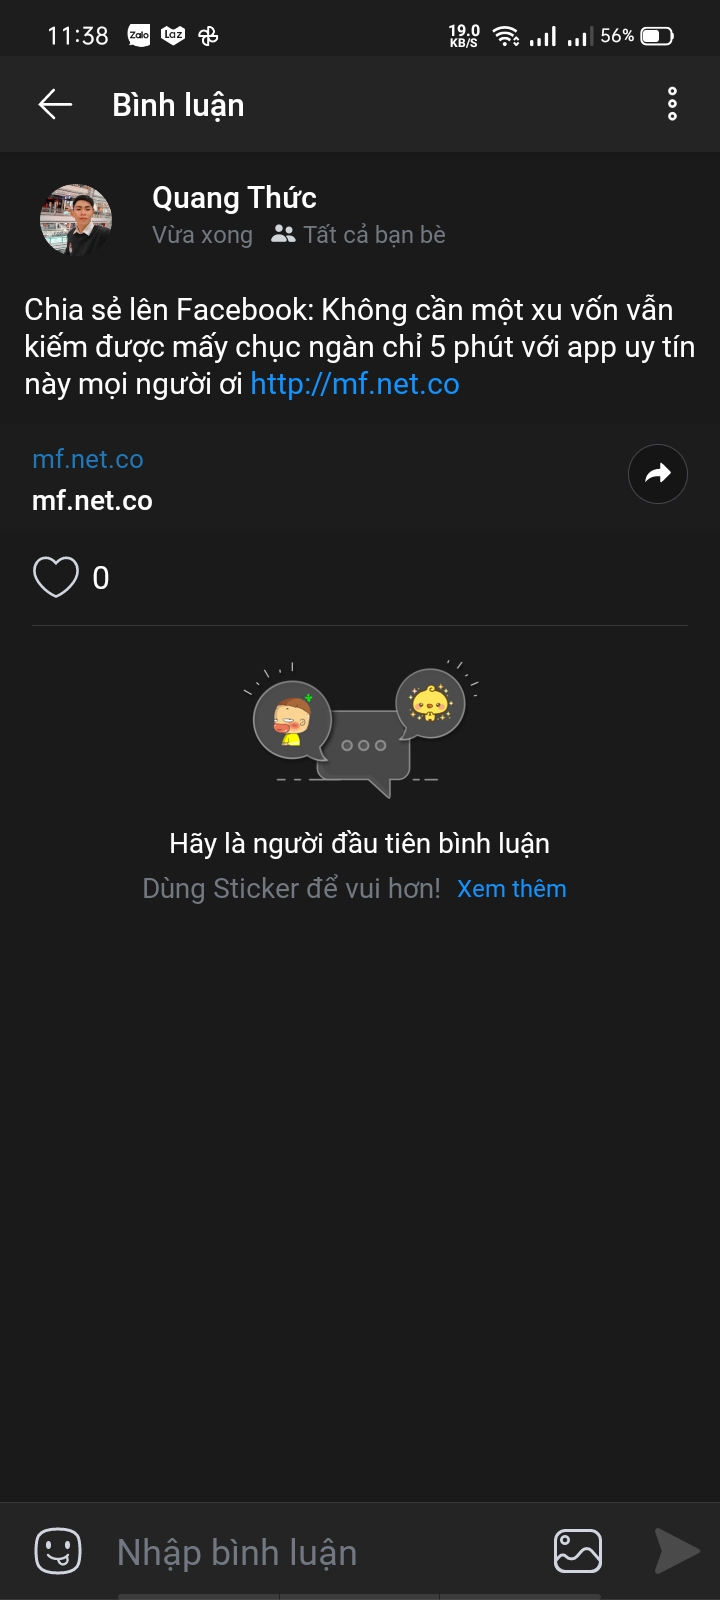 11:38 Zalo Laz 19.0 KB/S 56%
Bình luận
Quang Thức
Vừa xong Tất cả bạn bè
Chia sẻ lên Facebook: Không cần một xu vốn vẫn
kiếm được mấy chục ngàn chỉ 5 phút với app uy tín
này mọi người ơi http://mf.net.co
mf.net.co
mf.net.co
0
Hãy là người đầu tiên bình luận
Dùng Sticker để vui hơn! Xem thêm
Nhập bình luận